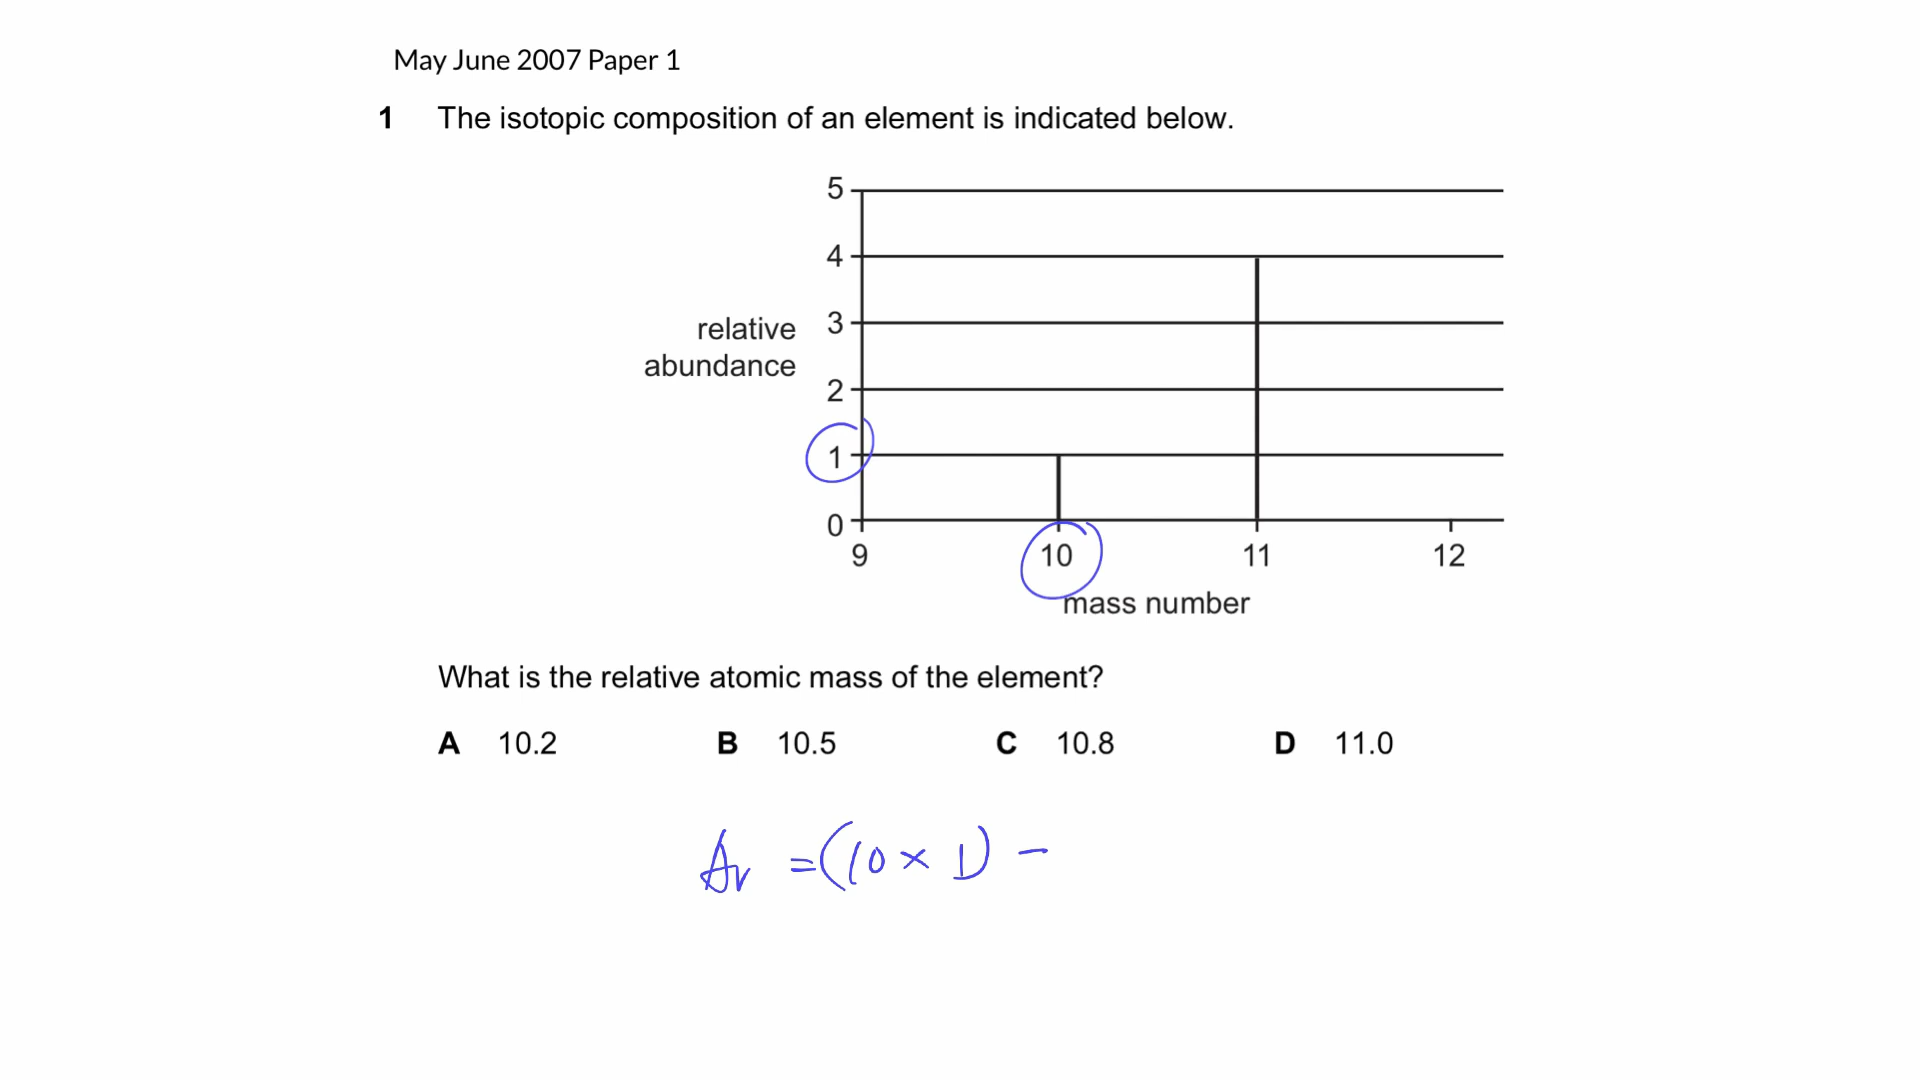 May June 2007 Paper 1
1 The isotopic composition of an element is indicated below.
5
4
relative 3
abundance
2
1
0
9 10 11 12
mass number
What is the relative atomic mass of the element?
A 10.2 B 10.5 C 10.8 D 11.0
Ar = (10 × 1) -